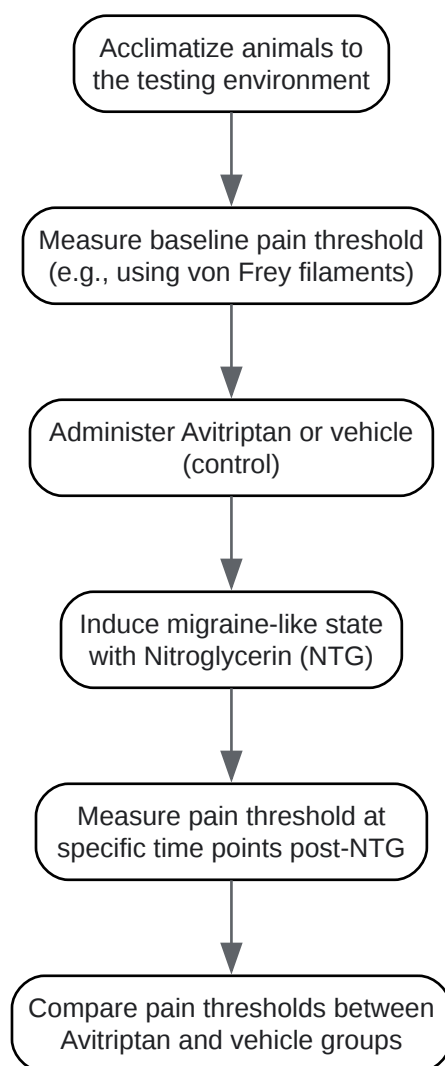 Acclimatize animals to
the testing environment
Measure baseline pain threshold
(e.g., using von Frey filaments)
Administer Avitriptan or vehicle
(control)
Induce migraine-like state
with Nitroglycerin (NTG)
Measure pain threshold at
specific time points post-NTG
Compare pain thresholds between
Avitriptan and vehicle groups